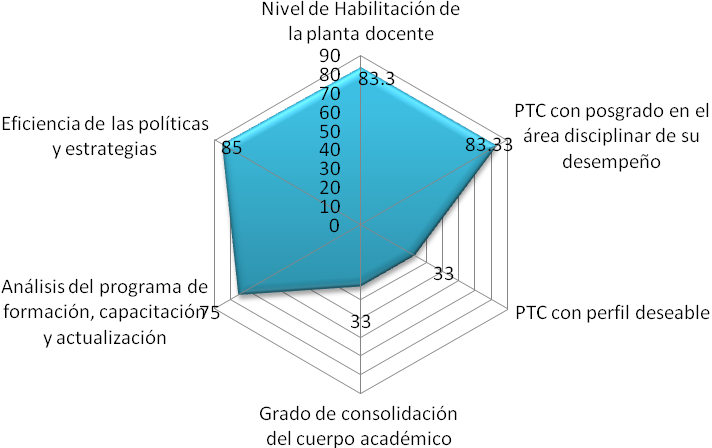 Nivel de Habilitación de
la planta docente
90
80
70
60
50
40
30
20
10
0
83.3
PTC con posgrado en el
área disciplinar de su
desempeño
83.33
PTC con perfil deseable
33
Grado de consolidación
del cuerpo académico
33
Análisis del programa de
formación, capacitación
y actualización
75
Eficiencia de las políticas
y estrategias
85